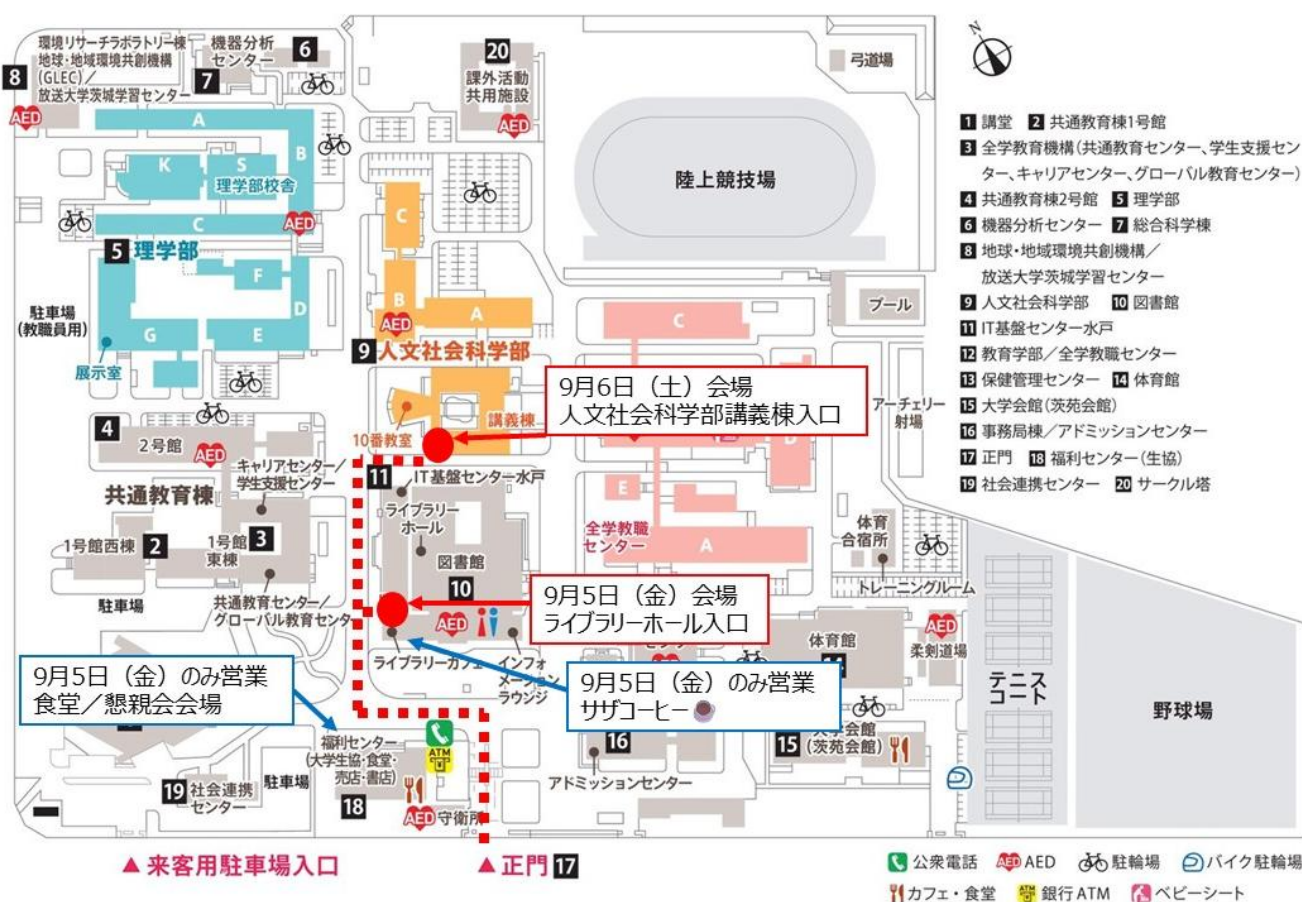 環境リサーチラボラトリー棟
地球・地域環境共創機構
(GLEC)/
放送大学茨城学習センター
8
AED
機器分析
センター
6
7
20
課外活動
共用施設
AED
弓道場
N
A
B
K
S
理学部校舎
C
AED
5 理学部
F
D
G
E
駐車場
(教職員用)
展示室
C
B
A
AED
9 人文社会科学部
陸上競技場
プール
C
アーチェリー
射場
10番教室
講義棟
9月6日(土)会場
人文社会科学部講義棟入口
4
2号館
AED
キャリアセンター/
学生支援センター
共通教育棟
1号館西棟
2
1号館
東棟
3
共通教育センター/
グローバル教育センター
駐車場
11 IT基盤センター水戸
ライブラリー
ホール
図書館
10
AED
ライブラリーカフェ
インフォ
メーション
ラウンジ
E
全学教職
センター
A
体育
合宿所
トレーニングルーム
9月5日(金)会場
ライブラリーホール入口
9月5日(金)のみ営業
サザコーヒー
9月5日(金)のみ営業
食堂/懇親会会場
体育館
AED
柔剣道場
テニス
コート
野球場
福利センター
(大学生協・食堂・
売店・書店)
18
ATM
AED 守衛所
19 社会連携
センター
駐車場
16
アドミッションセンター
15
大学会館
(茨苑会館)
▲来客用駐車場入口
▲正門 17
1 講堂 2 共通教育棟1号館
3 全学教育機構(共通教育センター、学生支援セン
ター、キャリアセンター、グローバル教育センター)
4 共通教育棟2号館 5 理学部
6 機器分析センター 7 総合科学棟
8 地球・地域環境共創機構/
放送大学茨城学習センター
9 人文社会科学部 10 図書館
11 IT基盤センター水戸
12 教育学部/全学教職センター
13 保健管理センター 14 体育館
15 大学会館(茨苑会館)
16 事務局棟/アドミッションセンター
17 正門 18 福利センター(生協)
19 社会連携センター 20 サークル塔
公衆電話 AED AED 駐輪場 バイク駐輪場
カフェ・食堂 ATM 銀行ATM ベビーシート